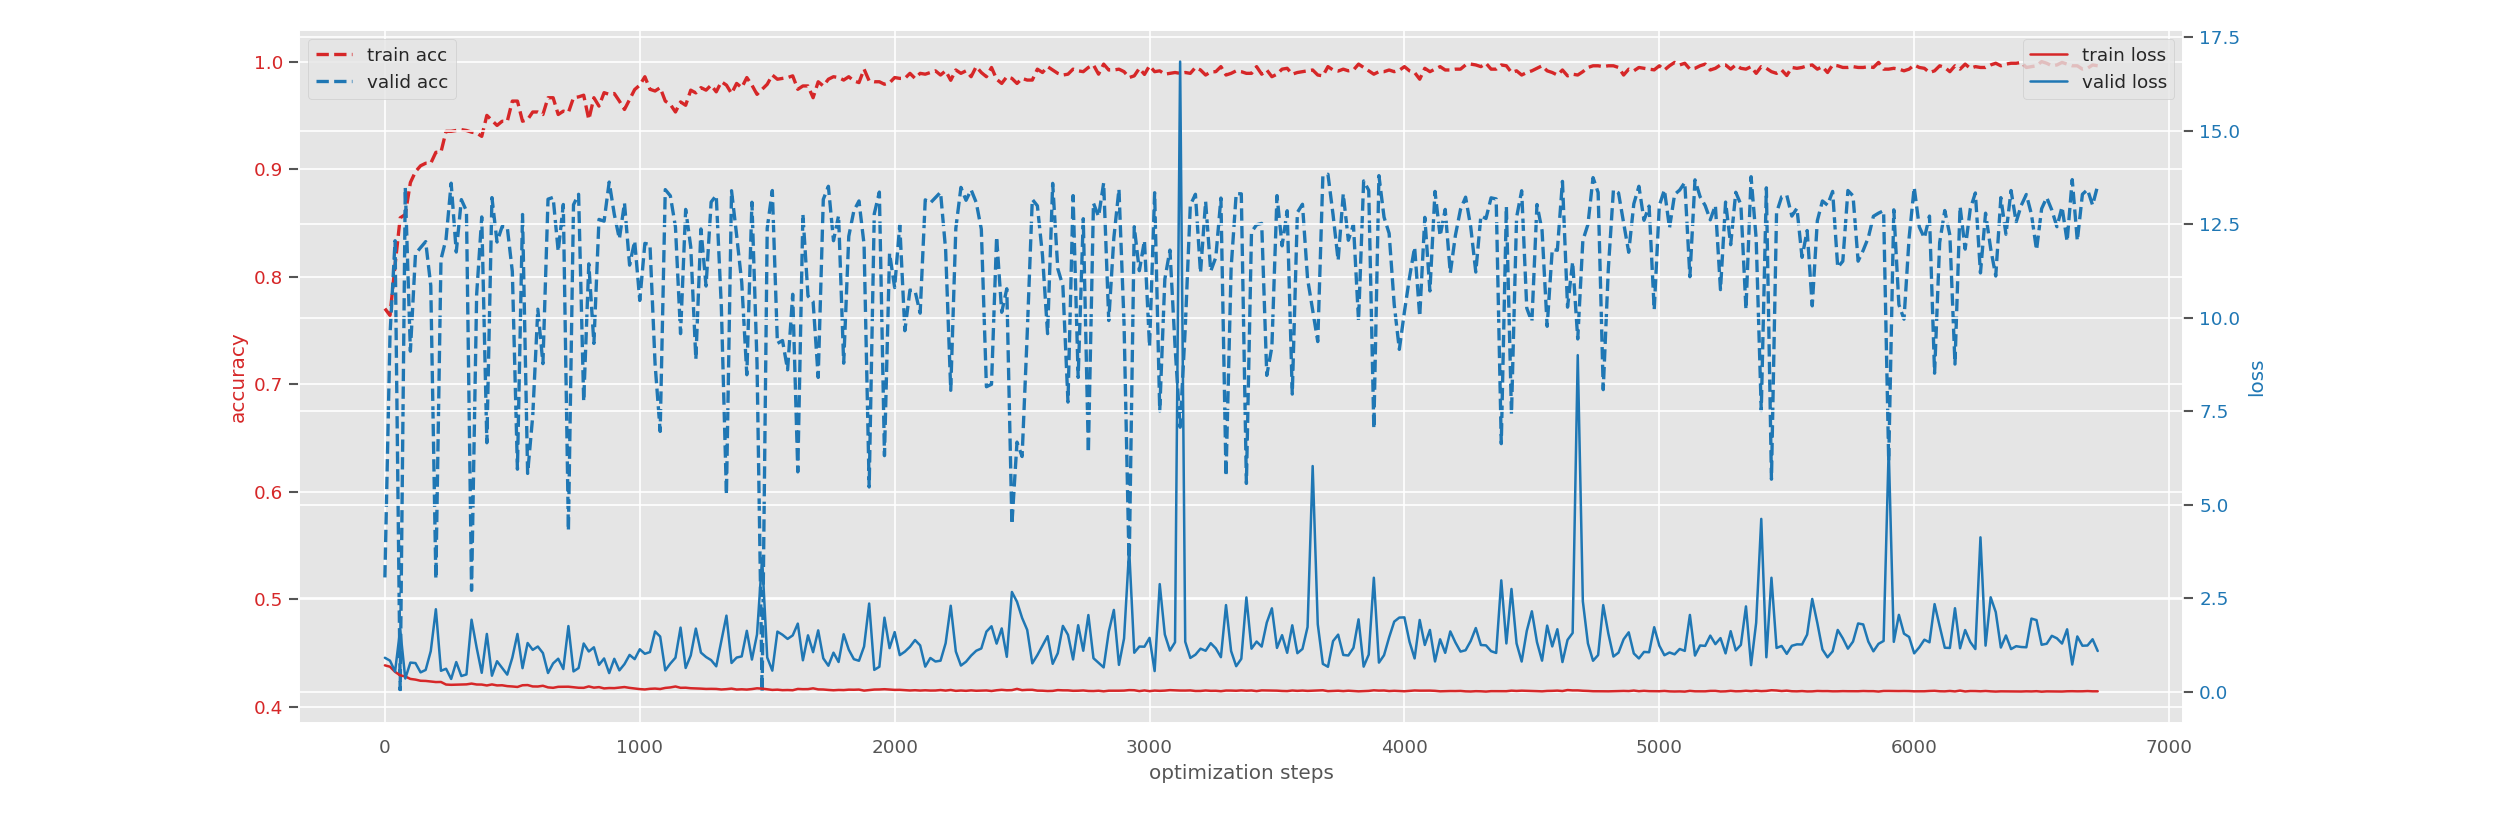 train acc
valid acc
train loss
valid loss
1.0
0.9
0.8
0.7
0.6
0.5
0.4
accuracy
17.5
15.0
12.5
10.0
7.5
5.0
2.5
0.0
loss
0 1000 2000 3000 4000 5000 6000 7000
optimization steps